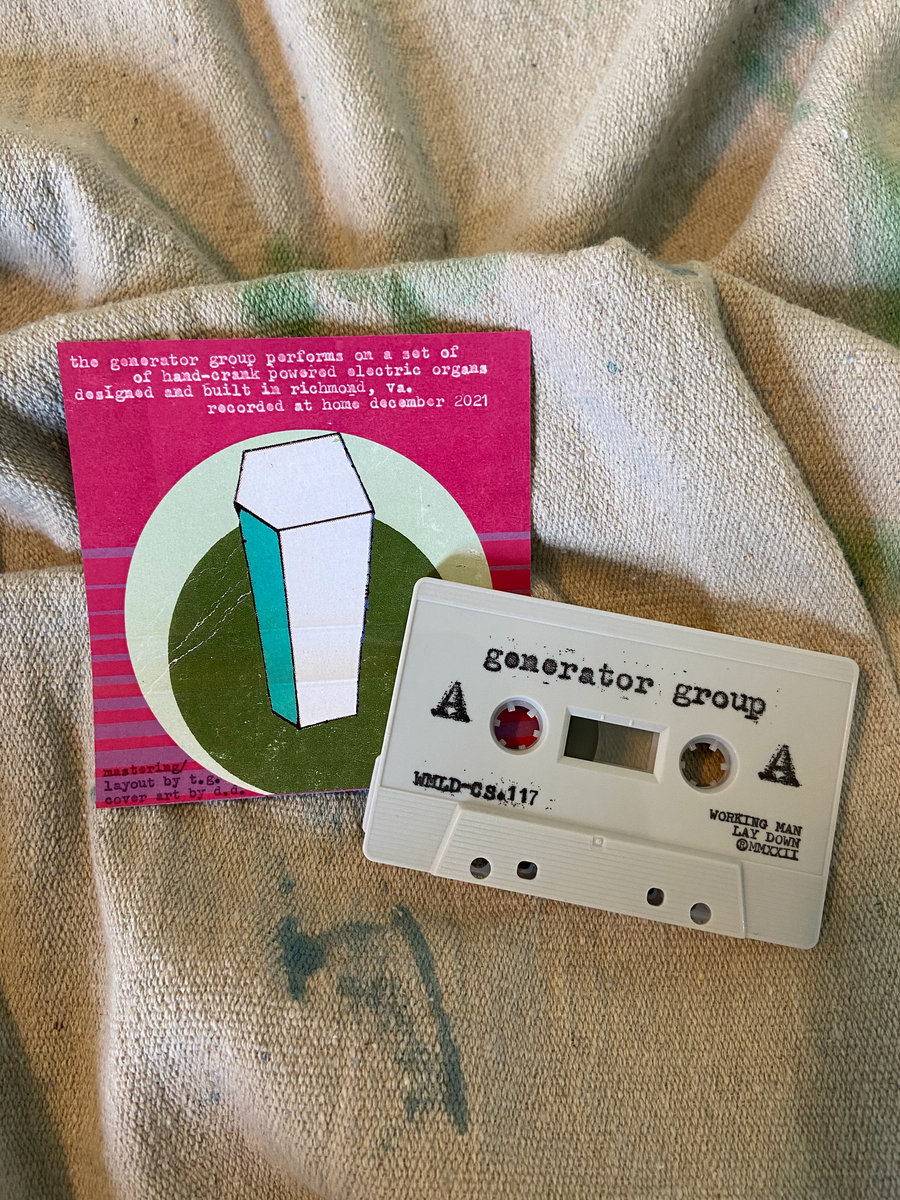 the generator group performs on a set of
of hand-crank powered electric organs
designed and built in richmond, va.
recorded at home december 2021
mastering/
layout by t.g.
cover art by d.d.
generator group
A
A
WMLD-CS.117
WORKING MAN
LAY DOWN
®MMXXII